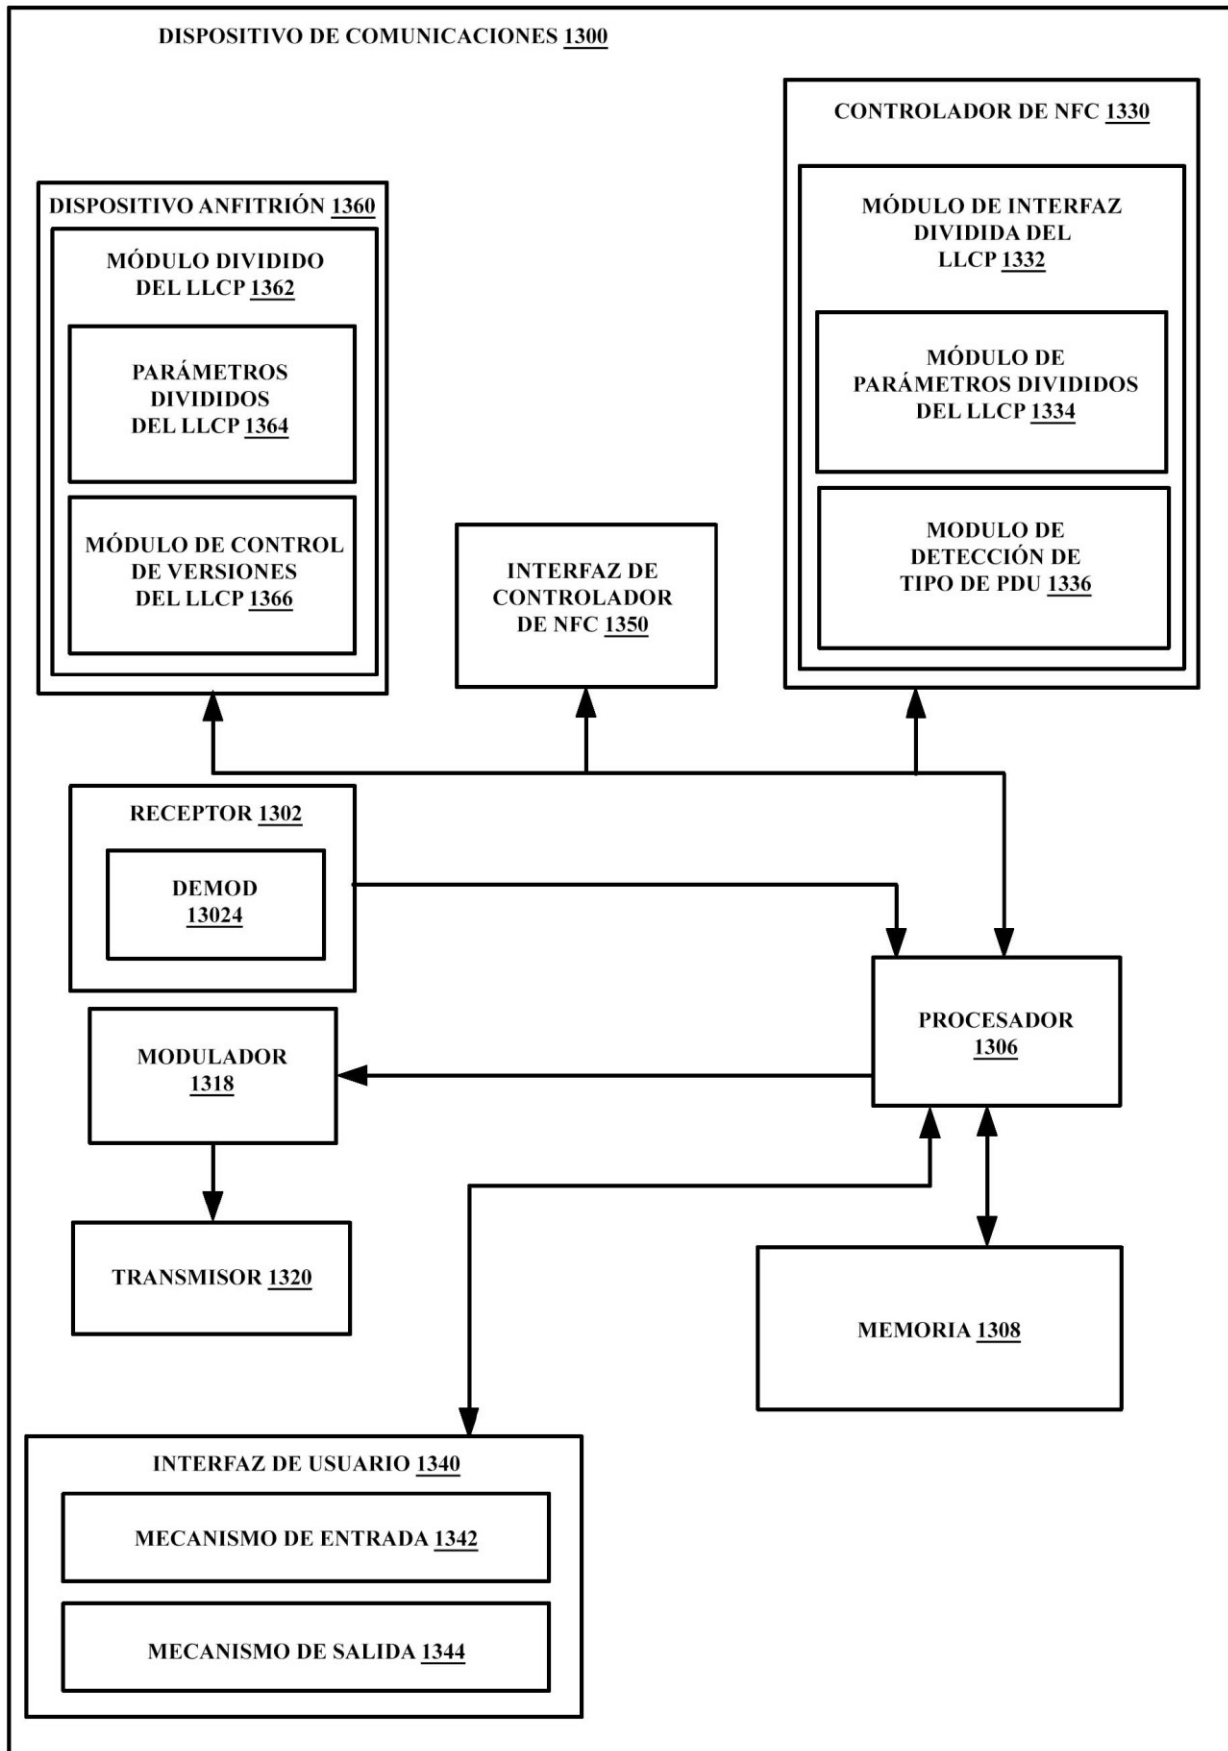 DISPOSITIVO DE COMUNICACIONES 1300
CONTROLADOR DE NFC 1330
MÓDULO DE INTERFAZ
DIVIDIDA DEL
LLCP 1332
MÓDULO DE
PARÁMETROS DIVIDIDOS
DEL LLCP 1334
MODULO DE
DETECCIÓN DE
TIPO DE PDU 1336
DISPOSITIVO ANFITRIÓN 1360
MÓDULO DIVIDIDO
DEL LLCP 1362
PARÁMETROS
DIVIDIDOS
DEL LLCP 1364
MÓDULO DE CONTROL
DE VERSIONES
DEL LLCP 1366
INTERFAZ DE
CONTROLADOR
DE NFC 1350
RECEPTOR 1302
DEMOD
13024
PROCESADOR
1306
MODULADOR
1318
TRANSMISOR 1320
MEMORIA 1308
INTERFAZ DE USUARIO 1340
MECANISMO DE ENTRADA 1342
MECANISMO DE SALIDA 1344